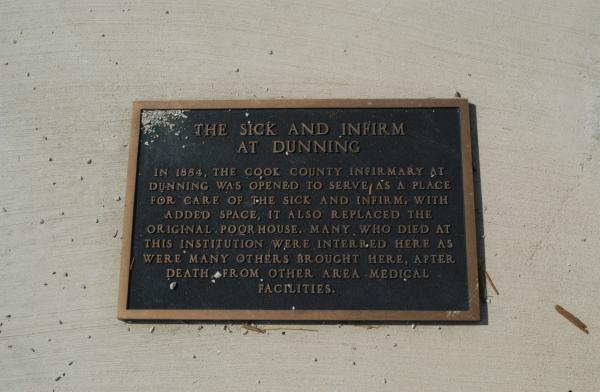 THE SICK AND INFIRM
AT DUNNING
IN 1884, THE COOK COUNTY INFIRMARY AT
DUNNING WAS OPENED TO SERVE AS A PLACE
FOR CARE OF THE SICK AND INFIRM. WITH
ADDED SPACE, IT ALSO REPLACED THE
ORIGINAL POORHOUSE. MANY WHO DIED AT
THIS INSTITUTION WERE INTERRED HERE AS
WERE MANY OTHERS BROUGHT HERE, AFTER
DEATH, FROM OTHER AREA MEDICAL
FACILITIES.